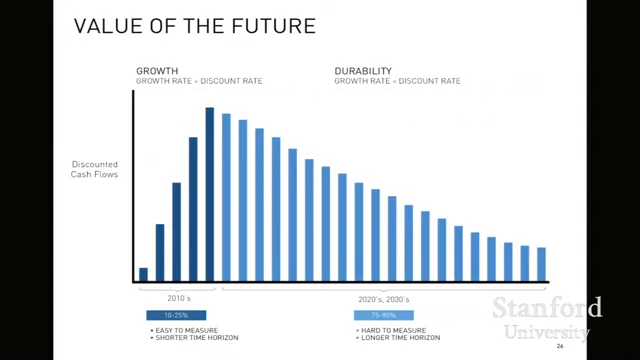 VALUE OF THE FUTURE
GROWTH
GROWTH RATE > DISCOUNT RATE
DURABILITY
GROWTH RATE < DISCOUNT RATE
Discounted
Cash Flows
2010's
2020's, 2030's
10-25%
75-90%
• EASY TO MEASURE
• SHORTER TIME HORIZON
• HARD TO MEASURE
• LONGER TIME HORIZON
Stanford
University
26